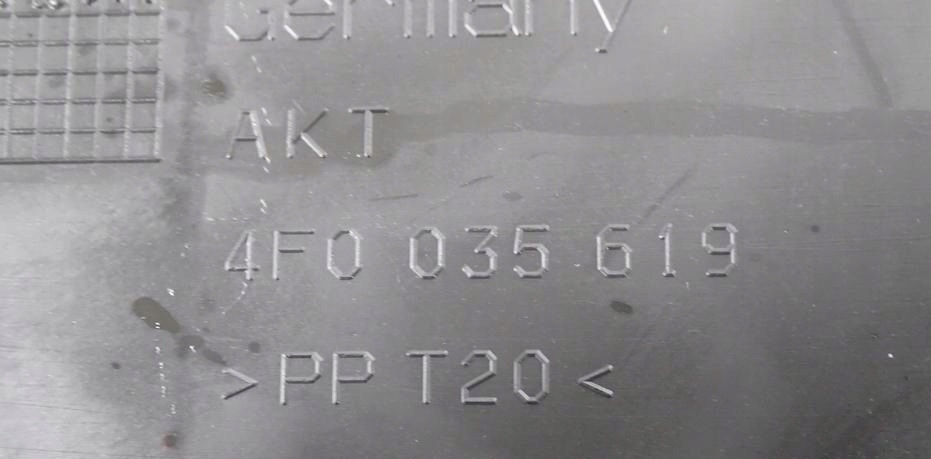 Germany
AKT
4F0 035 619
>PP T20<